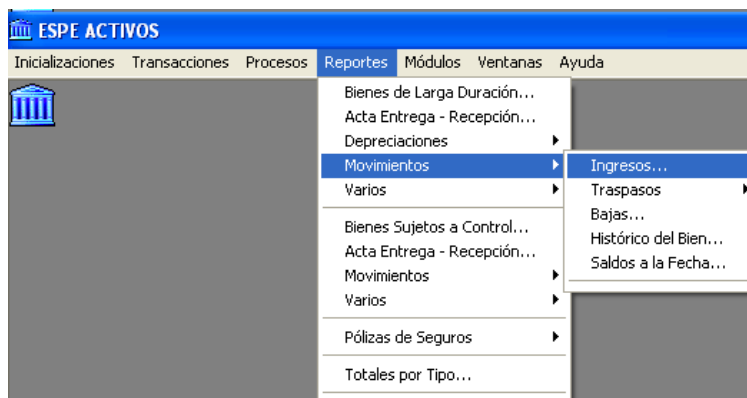 ESPE ACTIVOS
Inicializaciones Transacciones Procesos Reportes Módulos Ventanas Ayuda
Bienes de Larga Duración...
Acta Entrega - Recepción...
Depreciaciones
Movimientos
Varios
Bienes Sujetos a Control...
Acta Entrega - Recepción...
Movimientos
Varios
Pólizas de Seguros
Totales por Tipo...
Ingresos...
Traspasos
Bajas...
Histórico del Bien...
Saldos a la Fecha...